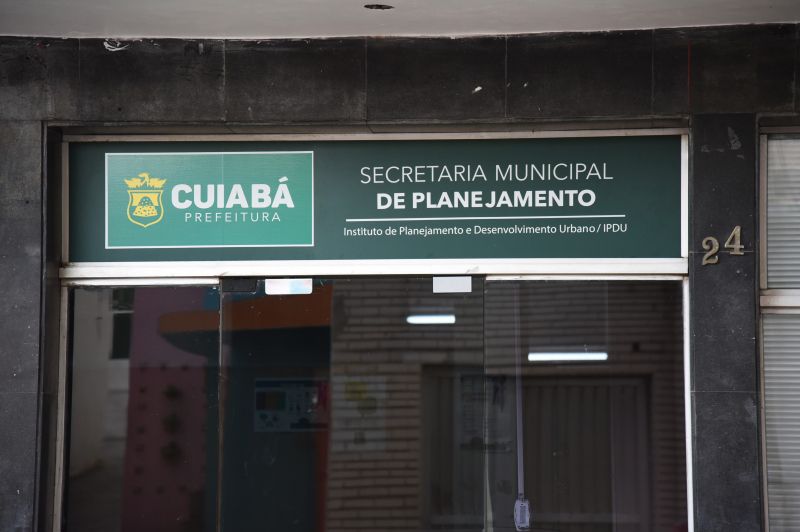 CUIABÁ
PREFEITURA
SECRETARIA MUNICIPAL
DE PLANEJAMENTO
Instituto de Planejamento e Desenvolvimento Urbano / IPDU
24